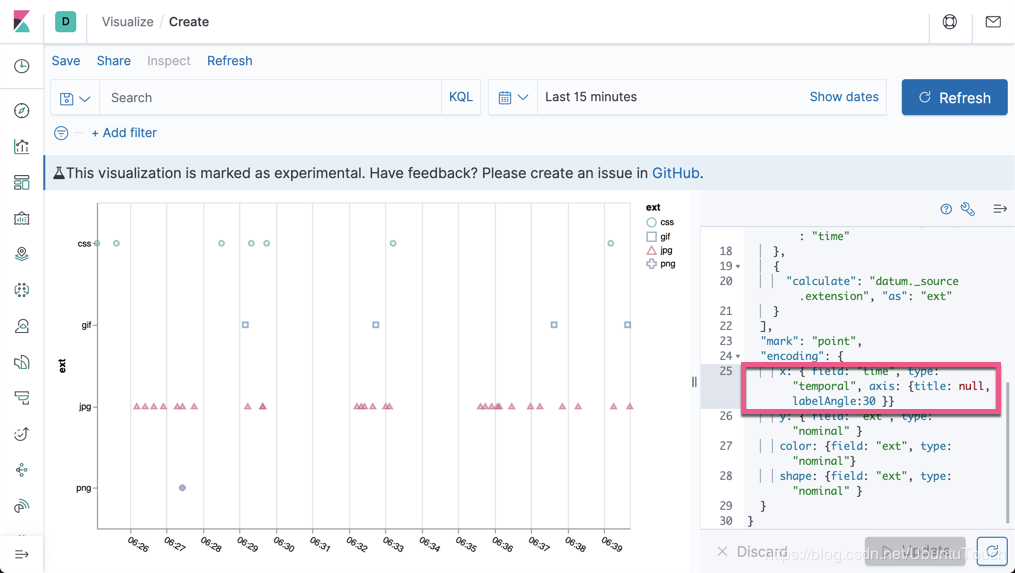 D Visualize / Create
Save Share Inspect Refresh
Search KQL Last 15 minutes Show dates Refresh
+ Add filter
This visualization is marked as experimental. Have feedback? Please create an issue in GitHub.
ext
css
gif
jpg
png
css
gif
jpg
png
ext
06:26 06:27 06:28 06:29 06:30 06:31 06:32 06:33 06:34 06:35 06:36 06:37 06:38 06:39
: "time"
18 },
19 {
20 "calculate": "datum._source
.extension", "as": "ext"
21 }
22 ],
23 "mark": "point",
24 "encoding": {
25 x: { field: "time", type:
"temporal", axis: {title: null,
labelAngle:30 }}
26 y: { field: "ext", type:
"nominal" }
27 color: {field: "ext", type:
"nominal"}
28 shape: {field: "ext", type:
"nominal" }
29 }
30 }
Discard Update
https://blog.csdn.net/UbuntuTouch